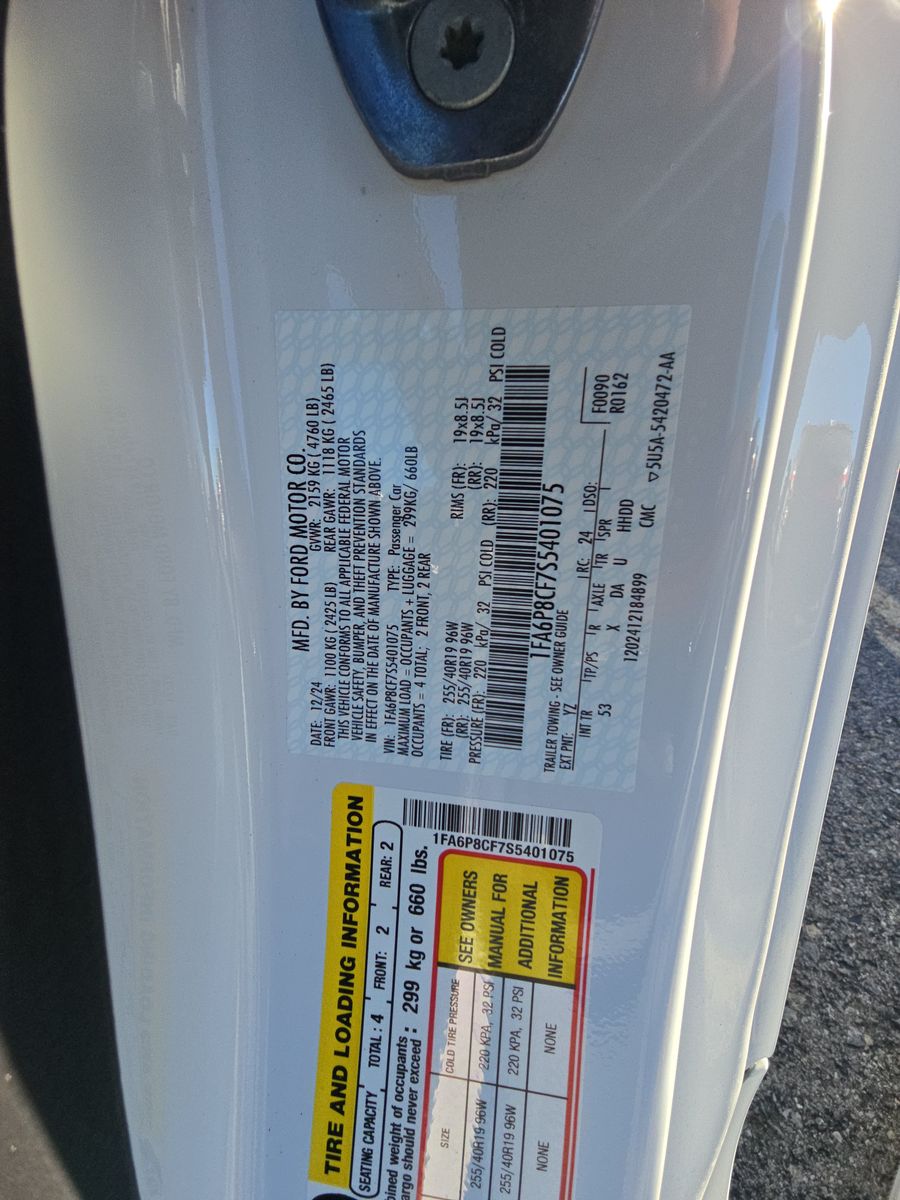 MFD. BY FORD MOTOR CO.
DATE: 12/24 GVWR: 2159 KG ( 4760 LB)
FRONT GAWR: 1100 KG ( 2425 LB) REAR GAWR: 1118 KG ( 2465 LB)
THIS VEHICLE CONFORMS TO ALL APPLICABLE FEDERAL MOTOR
VEHICLE SAFETY, BUMPER, AND THEFT PREVENTION STANDARDS
IN EFFECT ON THE DATE OF MANUFACTURE SHOWN ABOVE.
VIN: 1FA6P8CF7S5401075 TYPE: Passenger Car
MAXIMUM LOAD = OCCUPANTS + LUGGAGE = 299KG/ 660LB
OCCUPANTS = 4 TOTAL; 2 FRONT, 2 REAR
TIRE (FR): 255/40R19 96W RIMS (FR): 19x8.5J
(RR): 255/40R19 96W (RR): 19x8.5J
PRESSURE (FR): 220 kPa/ 32 PSI COLD (RR): 220 kPa/ 32 PSI COLD
1FA6P8CF7S5401075
TRAILER TOWING - SEE OWNER GUIDE
EXT PNT: YZ RC: 24 DSO: F0090
INT TR TP/PS R AXLE TR SPR R0162
53 X DA U HHDD
1202412184899 CMC ▽5U5A-5420472-AA
TIRE AND LOADING INFORMATION
SEATING CAPACITY TOTAL: 4 FRONT: 2 REAR: 2
weight of occupants
should never exceed : 299 kg or 660 lbs.
1FA6P8CF7S5401075
SIZE COLD TIRE PRESSURE
255/40R19 96W 220 KPA, 32 PSI
255/40R19 96W 220 KPA, 32 PSI
NONE NONE
SEE OWNERS
MANUAL FOR
ADDITIONAL
INFORMATION